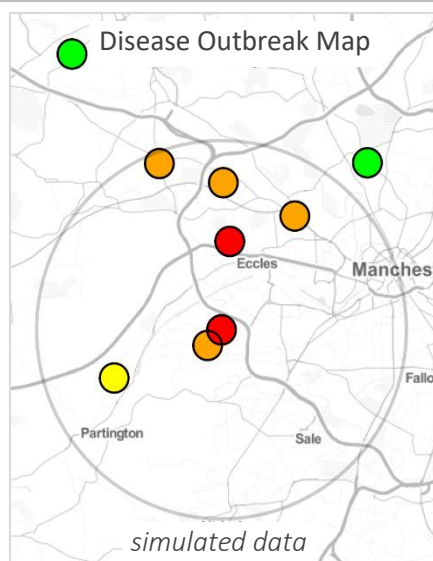 Disease Outbreak Map
Eccles
Manches
Fallo
Partington
Sale
simulated data